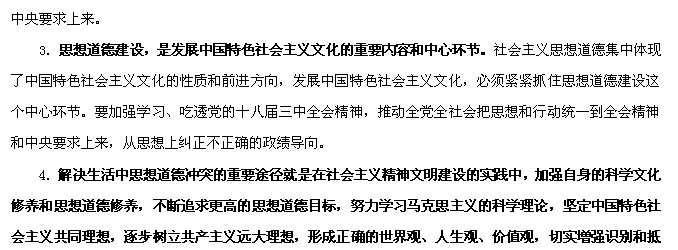 中央要求上来。
3. 思想道德建设，是发展中国特色社会主义文化的重要内容和中心环节。社会主义思想道德集中体现
了中国特色社会主义文化的性质和前进方向，发展中国特色社会主义文化，必须紧紧抓住思想道德建设这
个中心环节。要加强学习、吃透党的十八届三中全会精神，推动全党全社会把思想和行动统一到全会精神
和中央要求上来，从思想上纠正不正确的政绩导向。
4. 解决生活中思想道德冲突的重要途径就是在社会主义精神文明建设的实践中，加强自身的科学文化
修养和思想道德修养，不断追求更高的思想道德目标，努力学习马克思主义的科学理论，坚定中国特色社
会主义共同理想，逐步树立共产主义远大理想，形成正确的世界观、人生观、价值观，切实增强识别和抵